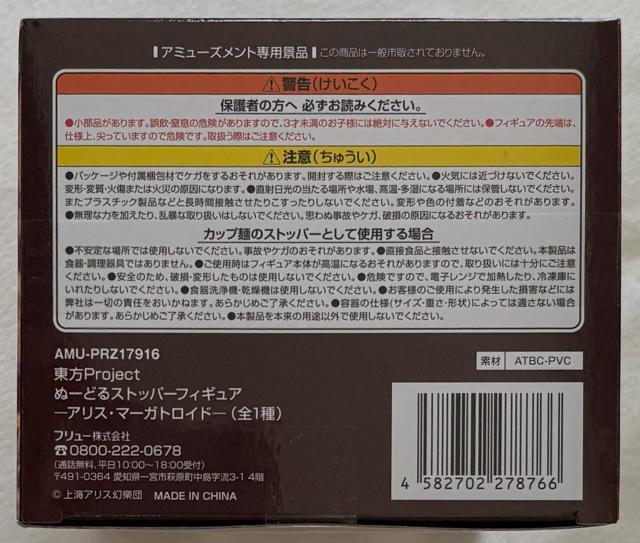 アミューズメント専用景品 この商品は一般市販されておりません。
警告(けいこく)
保護者の方へ 必ずお読みください。
●小部品があります。誤飲・窒息の危険がありますので、3才未満のお子様には絶対に与えないでください。●フィギュアの先端は、
仕様上、尖っていますので危険です。取扱う際はご注意ください。
注意(ちゅうい)
●パッケージや付属梱包材でケガをするおそれがあります。開封する際はご注意ください。●火気には近づけないでください。
変形・変質・火傷または火災の原因になります。●直射日光の当たる場所や水場、高温・多湿になる場所には保管しないでください。
またプラスチック製品などと長時間接触させたりこすったりしないでください。変形や色の付着などのおそれがあります。
●無理な力を加えたり、乱暴な取り扱いはしないでください。思わぬ事故やケガ、破損の原因になるおそれがあります。
カップ麺のストッパーとして使用する場合
●不安定な場所では使用しないでください。事故やケガのおそれがあります。●直接食品と接触させないでください。本製品は
食器・調理器具ではありません。●ご使用時はフィギュア本体が高温になるおそれがありますので、取り扱いには十分にご注意
ください。●安全のため、破損・変形したものは使用しないでください。●危険ですので、電子レンジで加熱したり、冷凍庫に
いれたりしないでください。●食器洗浄機・乾燥機は使用しないでください。●お客様のご使用により発生した損害などには
弊社は一切の責任をおいかねます。あらかじめご了承ください。●容器の仕様(サイズ・重さ・形状)によっては適さない場合
があります。あらかじめご了承ください。●本製品を本来の用途以外で使用しないでください。
AMU-PRZ17916
素材 ATBC-PVC
東方Project
ぬーどるストッパーフィギュア
―アリス・マーガトロイド―(全1種)
フリュー株式会社
☎0800-222-0678
(通話無料、平日10:00〜18:00受付)
〒491-0364 愛知県一宮市萩原町中島字流3-1 4階
© 上海アリス幻樂団 MADE IN CHINA
4 582702 278766